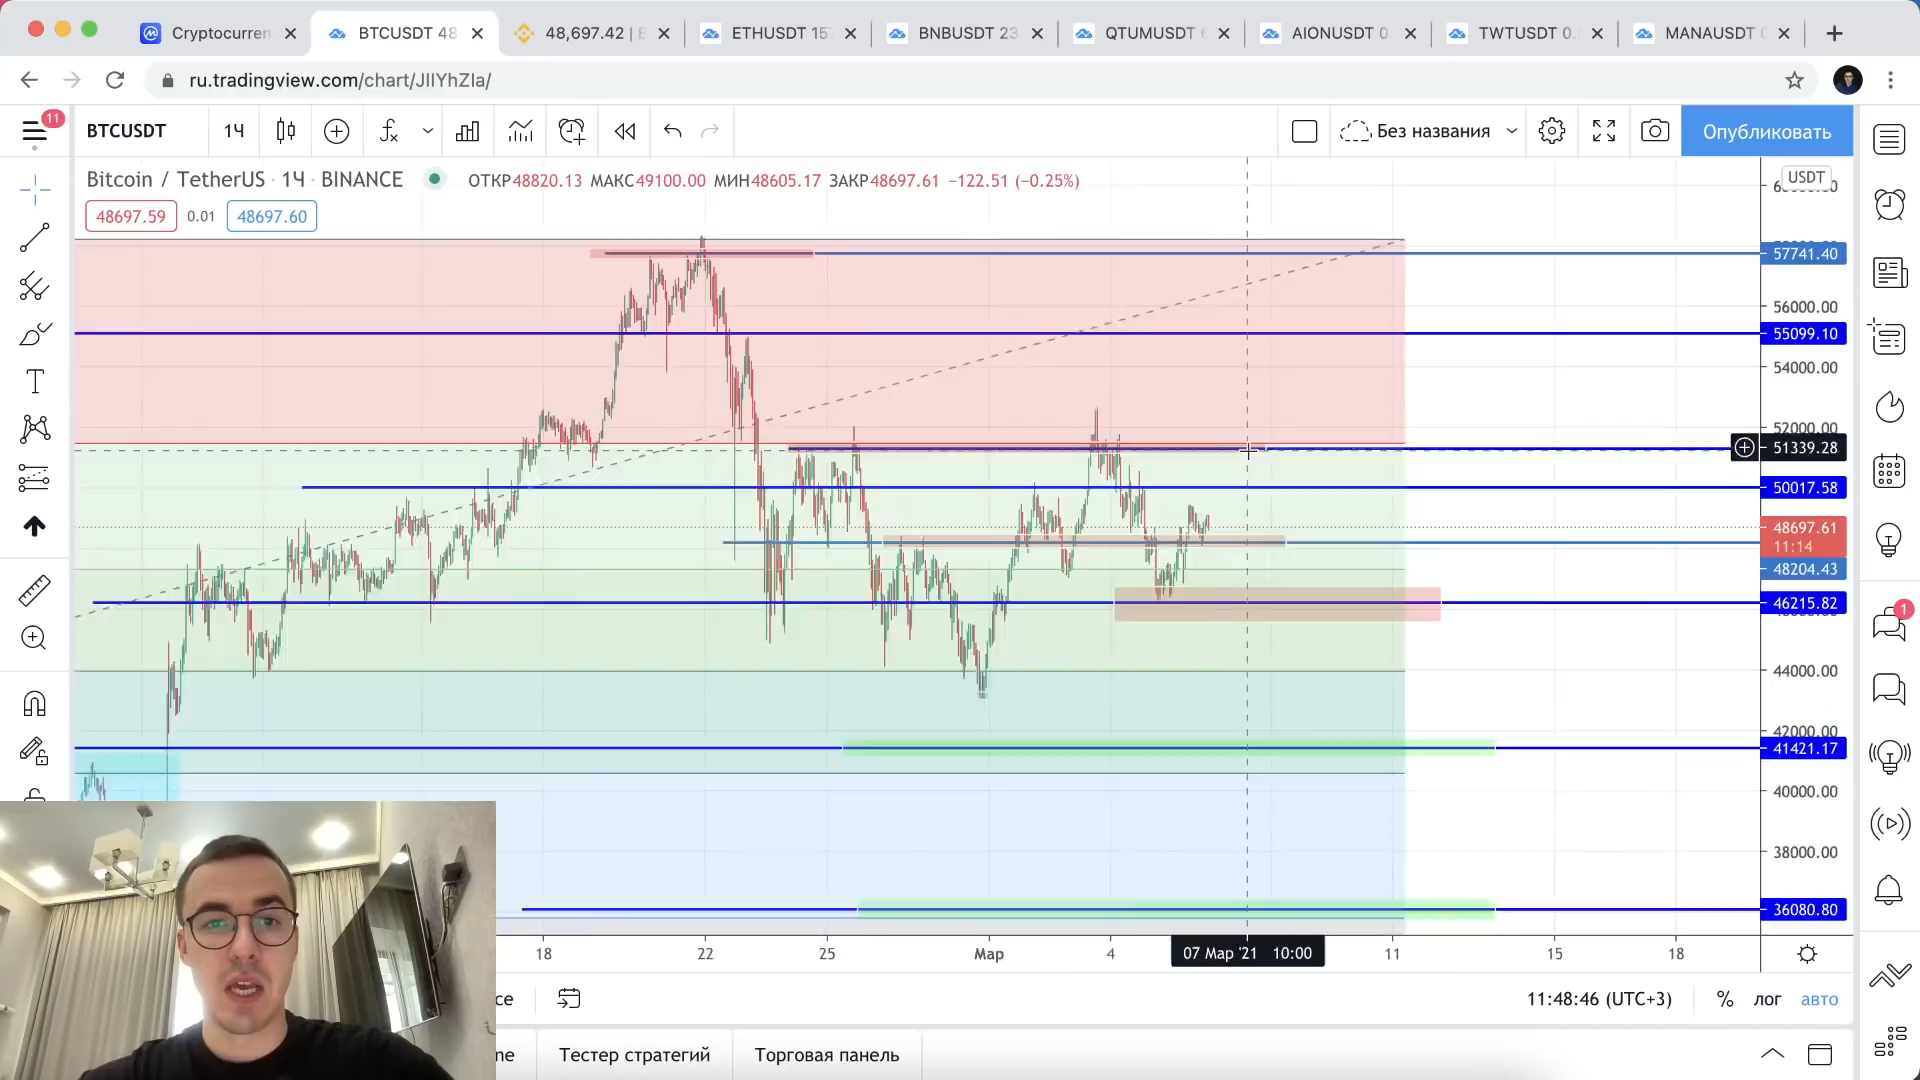 Cryptocurren
BTCUSDT 48
48,697.42 | B
ETHUSDT 15
BNBUSDT 23
QTUMUSDT 6
AIONUSDT 0
TWTUSDT 0.
MANAUSDT
ru.tradingview.com/chart/JlIYhZla/
11
BTCUSDT
1Ч
Без названия
Опубликовать
Bitcoin / TetherUS · 1Ч · BINANCE
ОТКР48820.13 МАКС49100.00 МИН48605.17 ЗАКР48697.61 −122.51 (−0.25%)
USDT
48697.59
0.01
48697.60
57741.40
56000.00
55099.10
54000.00
52000.00
51339.28
50017.58
48697.61
11:14
48204.43
46215.82
44000.00
42000.00
41421.17
40000.00
38000.00
36080.80
1
18
22
25
Мар
4
07 Мар '21 10:00
11
15
18
ce
11:48:46 (UTC+3)
%
лог
авто
ne
Тестер стратегий
Торговая панель